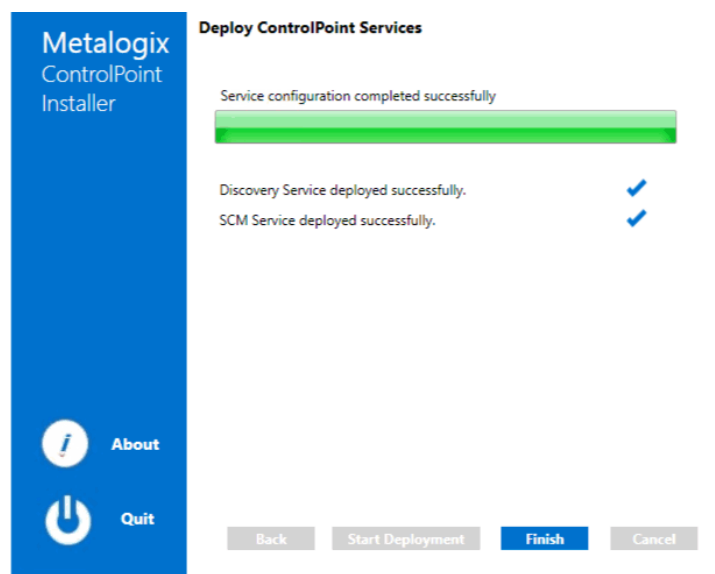 Metalogix
ControlPoint
Installer
Deploy ControlPoint Services
Service configuration completed successfully
Discovery Service deployed successfully.
SCM Service deployed successfully.
About
Quit
Back
Start Deployment
Finish
Cancel